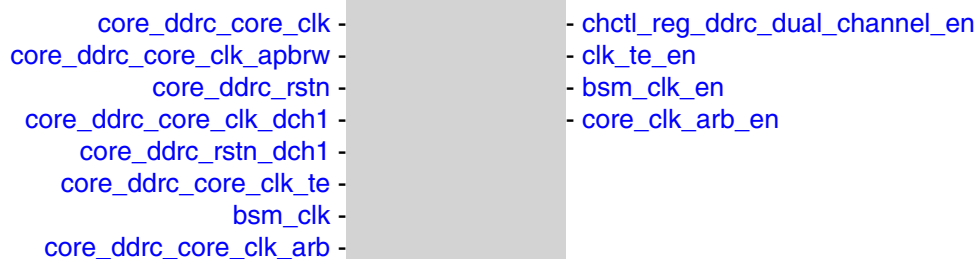 core_ddrc_core_clk -
core_ddrc_core_clk_apbrw -
core_ddrc_rstn -
core_ddrc_core_clk_dch1 -
core_ddrc_rstn_dch1 -
core_ddrc_core_clk_te -
bsm_clk -
core_ddrc_core_clk_arb -
- chctl_reg_ddrc_dual_channel_en
- clk_te_en
- bsm_clk_en
- core_clk_arb_en